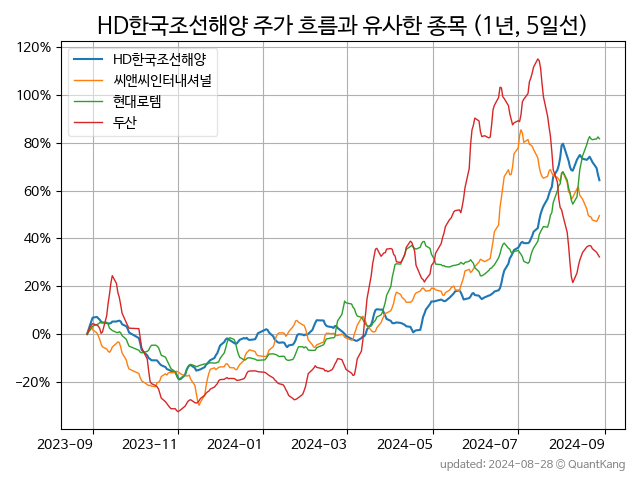 HD한국조선해양 주가 흐름과 유사한 종목 (1년, 5일선)
120%
100%
80%
60%
40%
20%
0%
−20%
HD한국조선해양
씨앤씨인터내셔널
현대로템
두산
2023-09
2023-11
2024-01
2024-03
2024-05
2024-07
2024-09
updated: 2024-08-28 © QuantKang